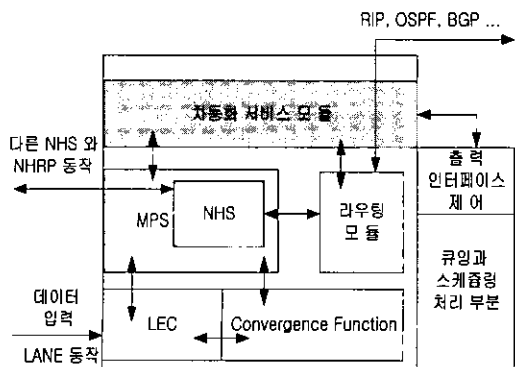 RIP, OSPF, BGP ...
자동화 서비스 모듈
다른 NHS 와
NHRP 동작
출 력
인터페이스
제 어
MPS
NHS
라우팅
모 듈
큐잉과
스케쥴링
처리 부분
데이터
입력
LANE 동작
LEC
Convergence Function